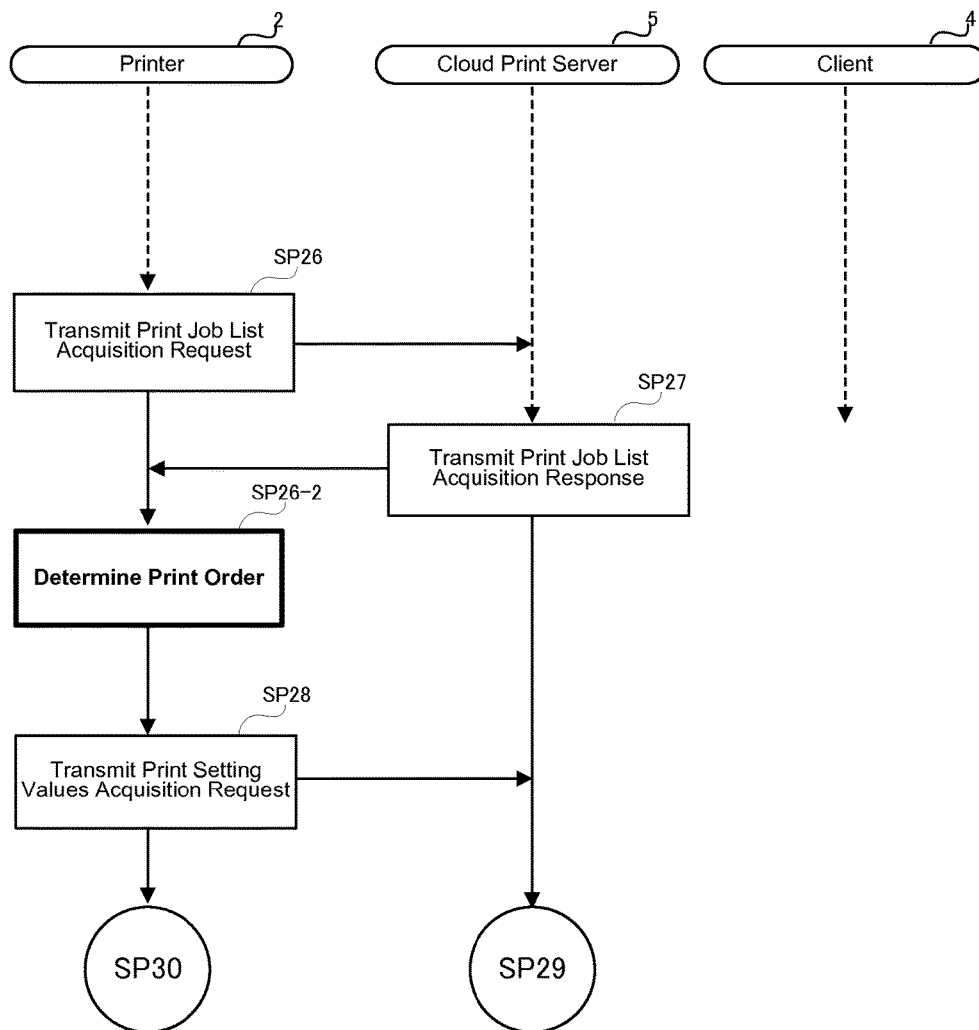 2
5
4
Printer
Cloud Print Server
Client
SP26
Transmit Print Job List
Acquisition Request
SP27
Transmit Print Job List
Acquisition Response
SP26-2
Determine Print Order
SP28
Transmit Print Setting
Values Acquisition Request
SP30
SP29